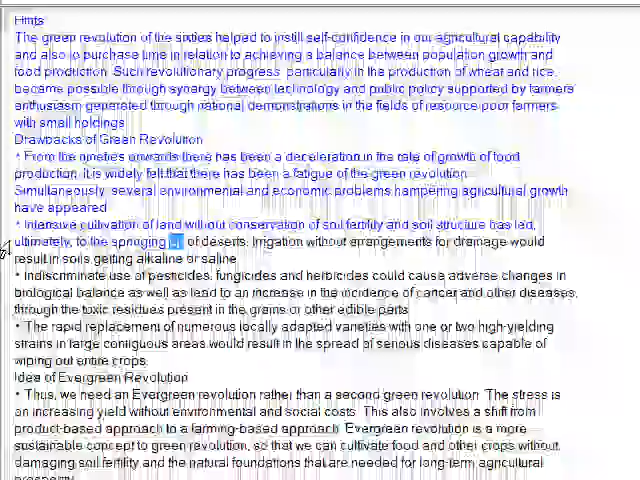 Hints
The green revolution of the sixties helped to instill self-confidence in our agricultural capability
and also to purchase time in relation to achieving a balance between population growth and
food production. Such revolutionary progress, particularly in the production of wheat and rice,
became possible through synergy between technology and public policy supported by farmers'
enthusiasm generated through national demonstrations in the fields of resource poor farmers
with small holdings.
Drawbacks of Green Revolution
• From the nineties onwards there has been a deceleration in the rate of growth of food
production. It is widely felt that there has been a fatigue of the green revolution.
Simultaneously, several environmental and economic problems hampering agricultural growth
have appeared.
• Intensive cultivation of land without conservation of soil fertility and soil structure has led,
ultimately, to the springing up of deserts. Irrigation without arrangements for drainage would
result in soils getting alkaline or saline.
• Indiscriminate use of pesticides, fungicides and herbicides could cause adverse changes in
biological balance as well as lead to an increase in the incidence of cancer and other diseases,
through the toxic residues present in the grains or other edible parts.
• The rapid replacement of numerous locally adapted varieties with one or two high-yielding
strains in large contiguous areas would result in the spread of serious diseases capable of
wiping out entire crops.
Idea of Evergreen Revolution
• Thus, we need an Evergreen revolution rather than a second green revolution. The stress is
on increasing yield without environmental and social costs. This also involves a shift from
product-based approach to a farming-based approach. Evergreen revolution is a more
sustainable concept to green revolution, so that we can cultivate food and other crops without
damaging soil fertility and the natural foundations that are needed for long-term agricultural
prosperity.